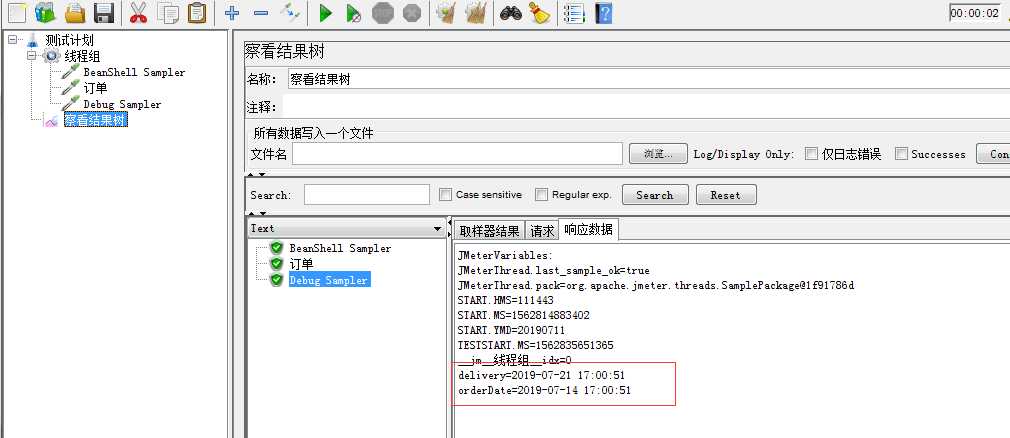 00:00:02
测试计划
线程组
BeanShell Sampler
订单
Debug Sampler
察看结果树
察看结果树
名称： 察看结果树
注释：
所有数据写入一个文件
文件名 浏览... Log/Display Only: 仅日志错误 Successes Con
Search: Case sensitive Regular exp. Search Reset
Text
BeanShell Sampler
订单
Debug Sampler
取样器结果 请求 响应数据
JMeterVariables:
JMeterThread.last_sample_ok=true
JMeterThread.pack=org.apache.jmeter.threads.SamplePackage@1f91786d
START.HMS=111443
START.MS=1562814883402
START.YMD=20190711
TESTSTART.MS=1562835651365
__jm__线程组__idx=0
delivery=2019-07-21 17:00:51
orderDate=2019-07-14 17:00:51